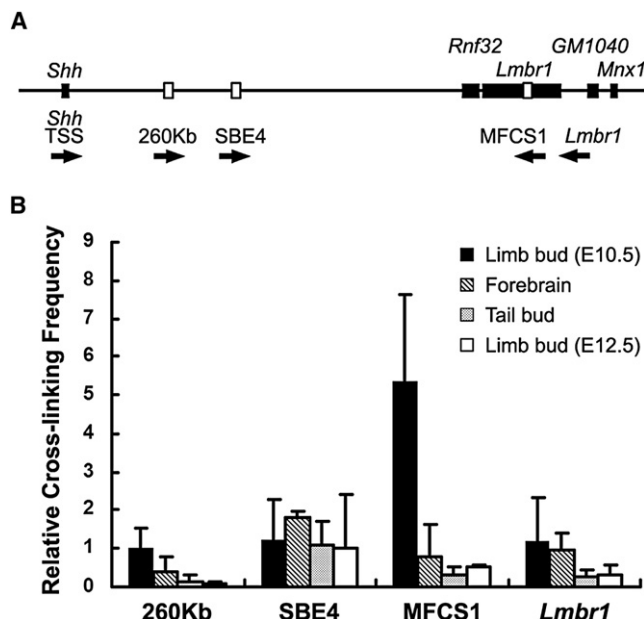 A
Rnf32 GM1040
Shh Lmbr1 Mnx1
Shh
TSS 260Kb SBE4 MFCS1 Lmbr1
B
Relative Cross-linking Frequency
9
8
7
6
5
4
3
2
1
0
Limb bud (E10.5)
Forebrain
Tail bud
Limb bud (E12.5)
260Kb SBE4 MFCS1 Lmbr1